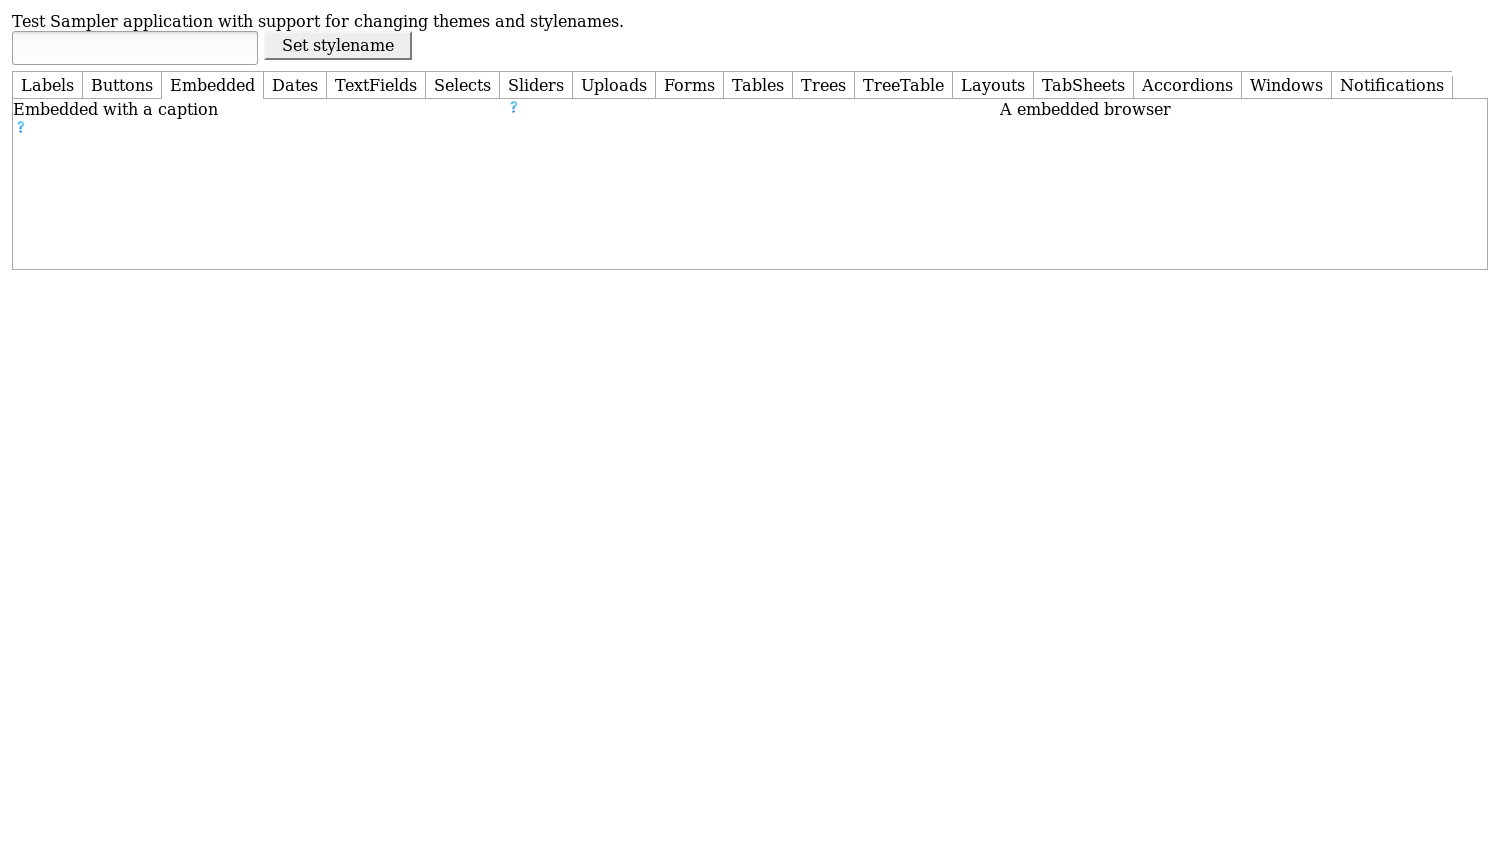 Test Sampler application with support for changing themes and stylenames.
Set stylename
Labels Buttons Embedded Dates TextFields Selects Sliders Uploads Forms Tables Trees TreeTable Layouts TabSheets Accordions Windows Notifications
Embedded with a caption ? A embedded browser
?